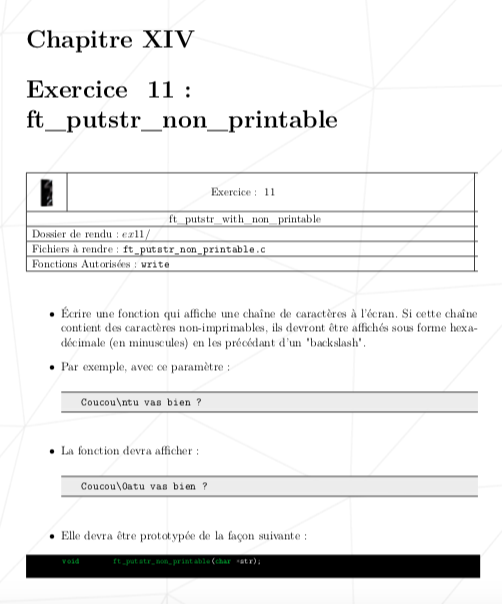 Chapitre XIV
Exercice 11 :
ft_putstr_non_printable
Exercice : 11
ft_putstr_with_non_printable
Dossier de rendu : ex11/
Fichiers à rendre : ft_putstr_non_printable.c
Fonctions Autorisées : write
• Écrire une fonction qui affiche une chaîne de caractères à l'écran. Si cette chaîne
contient des caractères non-imprimables, ils devront être affichés sous forme hexa-
décimale (en minuscules) en les précédant d'un "backslash".
• Par exemple, avec ce paramètre :
Coucou\ntu vas bien ?
• La fonction devra afficher :
Coucou\0atu vas bien ?
• Elle devra être prototypée de la façon suivante :
void ft_putstr_non_printable(char *str);